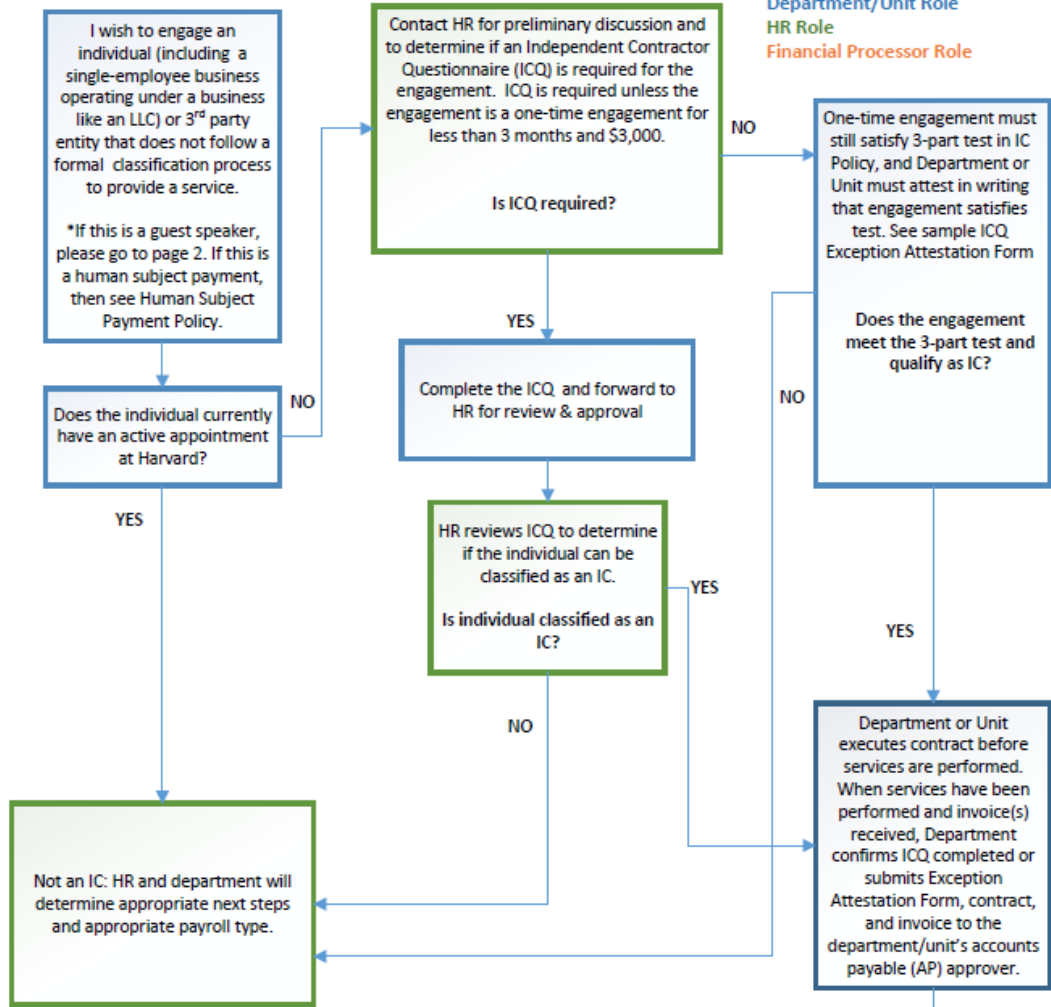 Department/Unit Role
HR Role
Financial Processor Role
I wish to engage an
individual (including a
single-employee business
operating under a business
like an LLC) or 3rd party
entity that does not follow a
formal classification process
to provide a service.
*If this is a guest speaker,
please go to page 2. If this is
a human subject payment,
then see Human Subject
Payment Policy.
Contact HR for preliminary discussion and
to determine if an Independent Contractor
Questionnaire (ICQ) is required for the
engagement. ICQ is required unless the
engagement is a one-time engagement for
less than 3 months and $3,000.
Is ICQ required?
NO
One-time engagement must
still satisfy 3-part test in IC
Policy, and Department or
Unit must attest in writing
that engagement satisfies
test. See sample ICQ
Exception Attestation Form
Does the engagement
meet the 3-part test and
qualify as IC?
YES
NO
NO
Does the individual currently
have an active appointment
at Harvard?
Complete the ICQ and forward to
HR for review & approval
YES
HR reviews ICQ to determine
if the individual can be
classified as an IC.
Is individual classified as an
IC?
YES
YES
NO
Department or Unit
executes contract before
services are performed.
When services have been
performed and invoice(s)
received, Department
confirms ICQ completed or
submits Exception
Attestation Form, contract,
and invoice to the
department/unit's accounts
payable (AP) approver.
Not an IC: HR and department will
determine appropriate next steps
and appropriate payroll type.